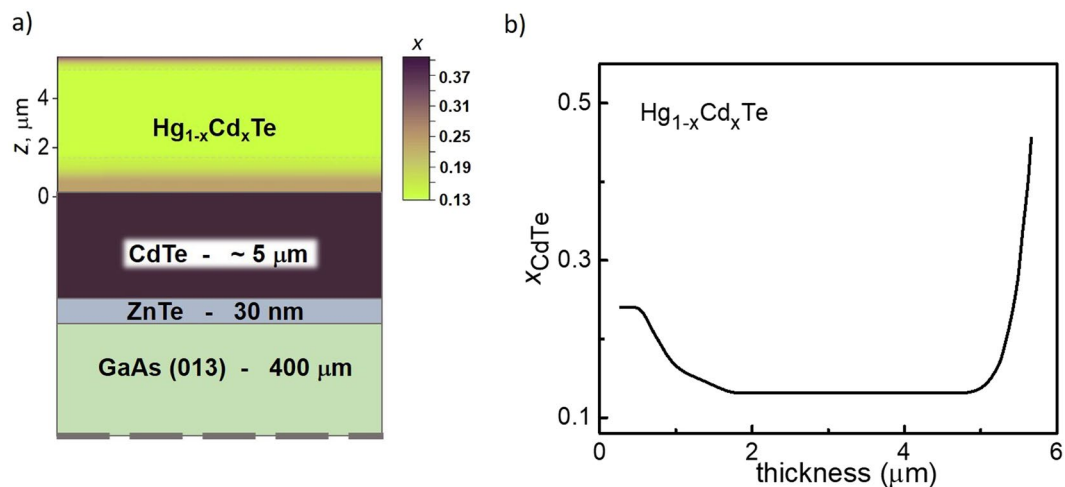 a)
x
0.37
0.31
0.25
0.19
0.13
z, μm
4
2
0
Hg1-xCdxTe
CdTe - ~ 5 μm
ZnTe - 30 nm
GaAs (013) - 400 μm
b)
Hg1-xCdxTe
xCdTe
0.5
0.3
0.1
0
2
4
6
thickness (μm)